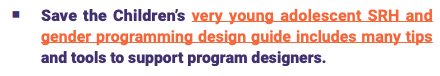 ▪ Save the Children's very young adolescent SRH and
gender programming design guide includes many tips
and tools to support program designers.